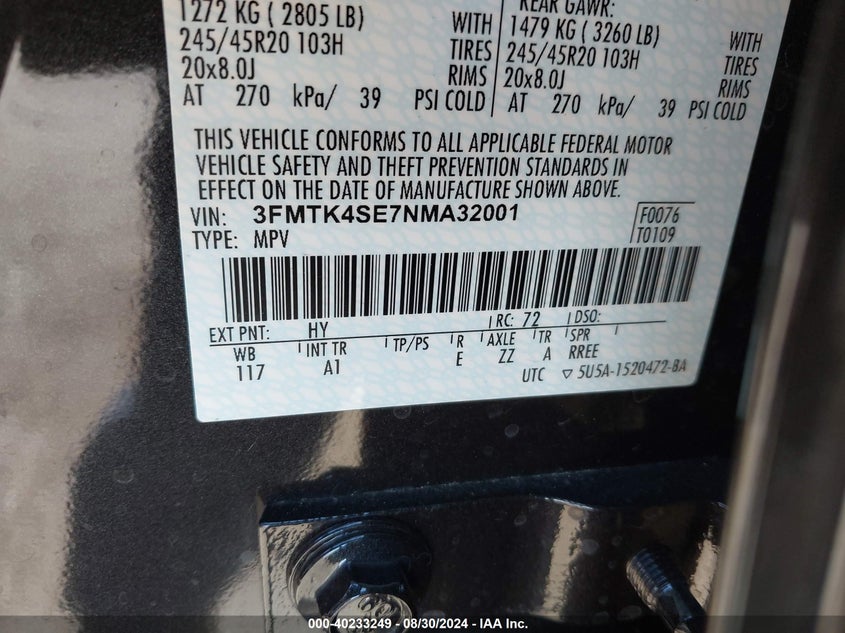 1272 KG ( 2805 LB) WITH
245/45R20 103H TIRES
20x8.0J RIMS
AT 270 kPa/ 39 PSI COLD
REAR GAWR:
1479 KG ( 3260 LB) WITH
245/45R20 103H TIRES
20x8.0J RIMS
AT 270 kPa/ 39 PSI COLD
THIS VEHICLE CONFORMS TO ALL APPLICABLE FEDERAL MOTOR
VEHICLE SAFETY AND THEFT PREVENTION STANDARDS IN
EFFECT ON THE DATE OF MANUFACTURE SHOWN ABOVE.
VIN: 3FMTK4SE7NMA32001
TYPE: MPV
F0076
T0109
EXT PNT: HY RC: 72 DSO:
WB INT TR TP/PS R AXLE TR SPR
117 A1 E ZZ A RREE
UTC ▽ 5U5A-1520472-BA
000-40233249 - 08/30/2024 - IAA Inc.